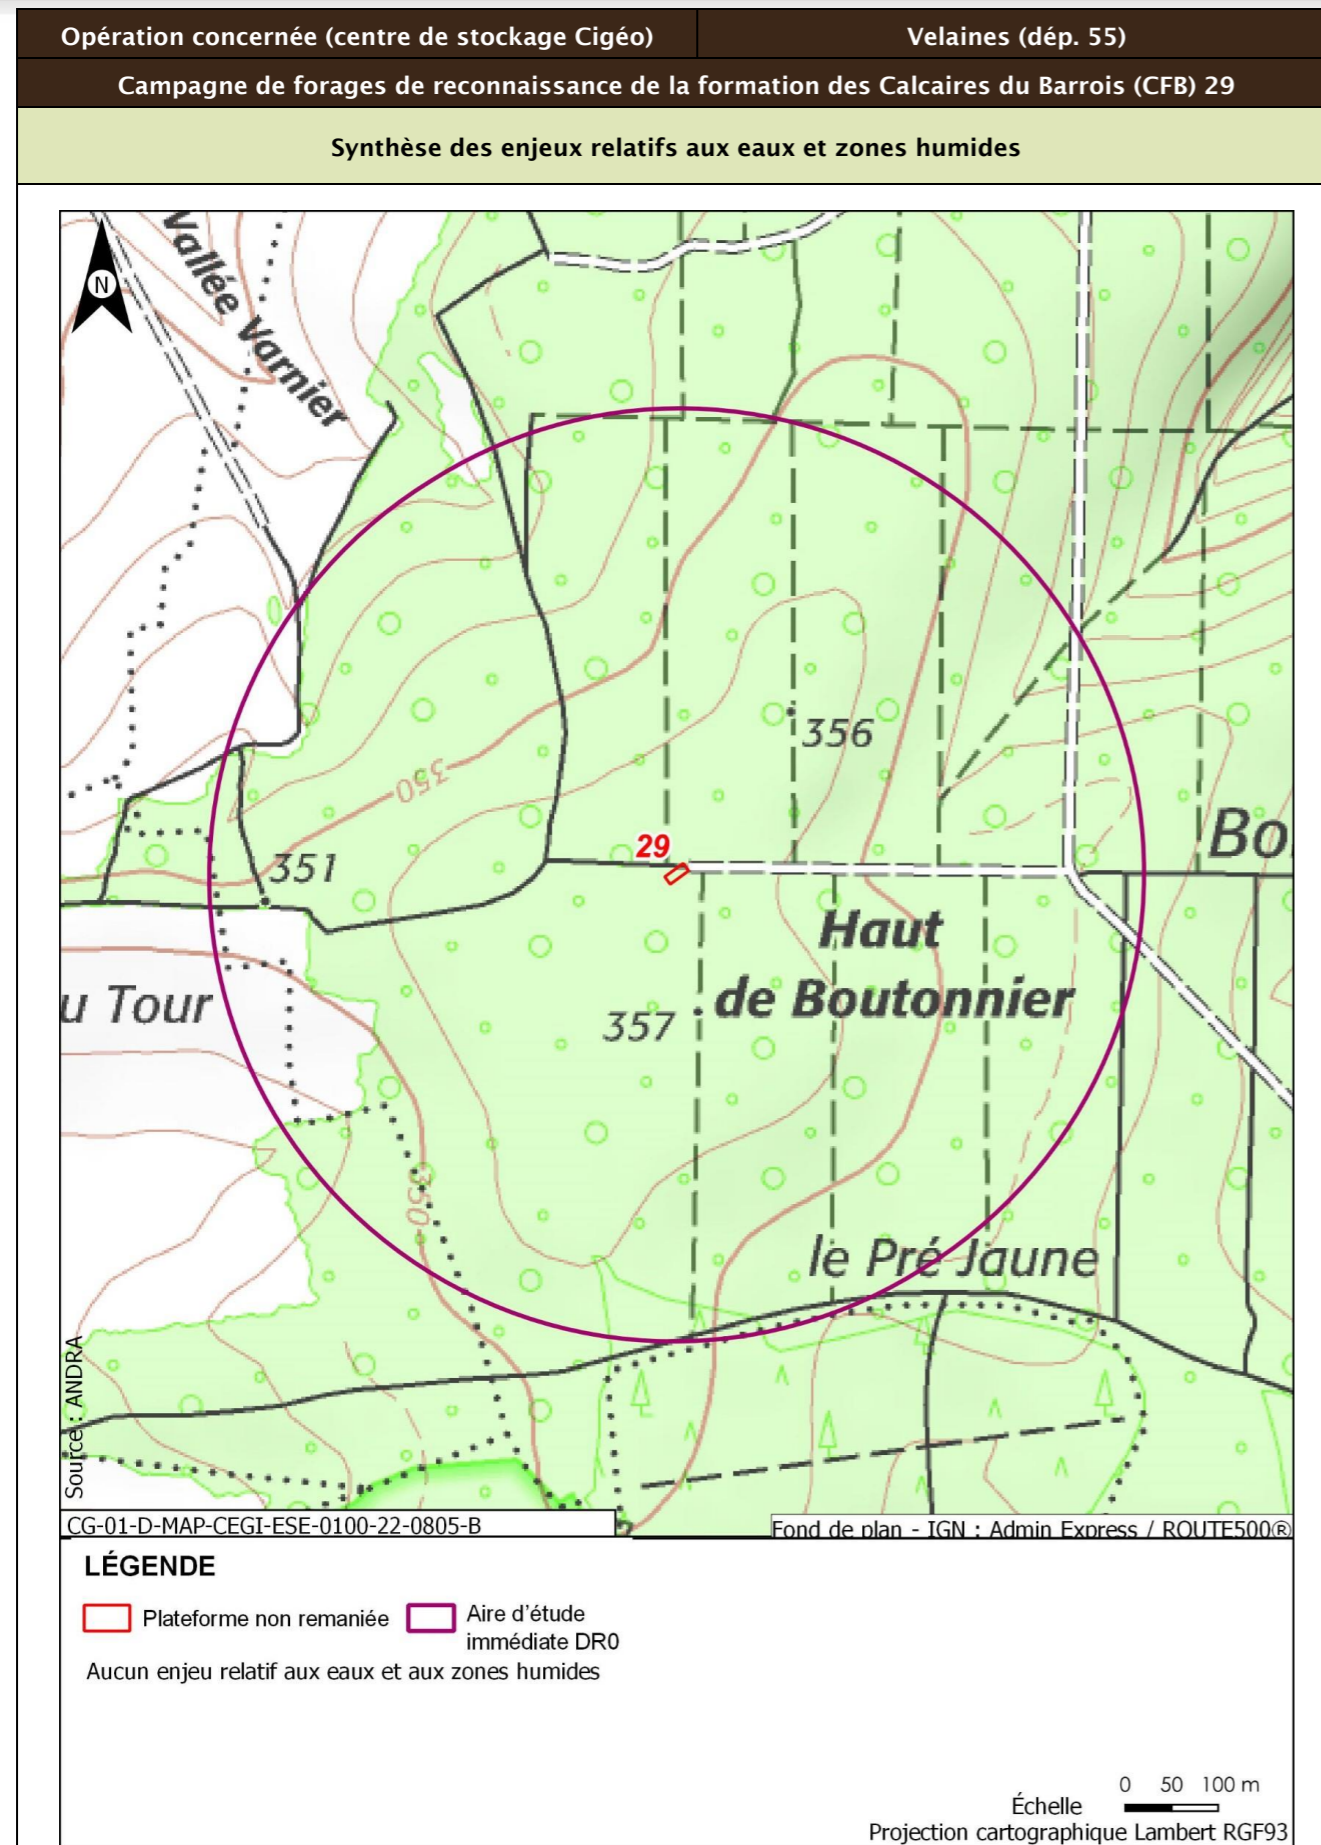 Opération concernée (centre de stockage Cigéo)
Velaines (dép. 55)
Campagne de forages de reconnaissance de la formation des Calcaires du Barrois (CFB) 29
Synthèse des enjeux relatifs aux eaux et zones humides
N
Vallée Varnier
356
350
29
351
Bo
Haut
de Boutonnier
u Tour
357
350
le Pré Jaune
Source : ANDRA
CG-01-D-MAP-CEGI-ESE-0100-22-0805-B
Fond de plan - IGN : Admin Express / ROUTE500®
LÉGENDE
Plateforme non remaniée
Aire d'étude
immédiate DR0
Aucun enjeu relatif aux eaux et aux zones humides
0 50 100 m
Échelle
Projection cartographique Lambert RGF93